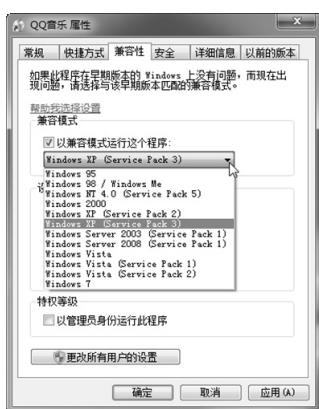 QQ音乐 属性
常规 快捷方式 兼容性 安全 详细信息 以前的版本
如果此程序在早期版本的 Windows 上没有问题，而现在出
现问题，请选择与该早期版本匹配的兼容模式。
帮助我选择设置
兼容模式
以兼容模式运行这个程序:
Windows XP (Service Pack 3)
Windows 95
Windows 98 / Windows Me
Windows NT 4.0 (Service Pack 5)
Windows 2000
Windows XP (Service Pack 2)
Windows XP (Service Pack 3)
Windows Server 2003 (Service Pack 1)
Windows Server 2008 (Service Pack 1)
Windows Vista
Windows Vista (Service Pack 1)
Windows Vista (Service Pack 2)
Windows 7
特权等级
以管理员身份运行此程序
更改所有用户的设置
确定 取消 应用(A)